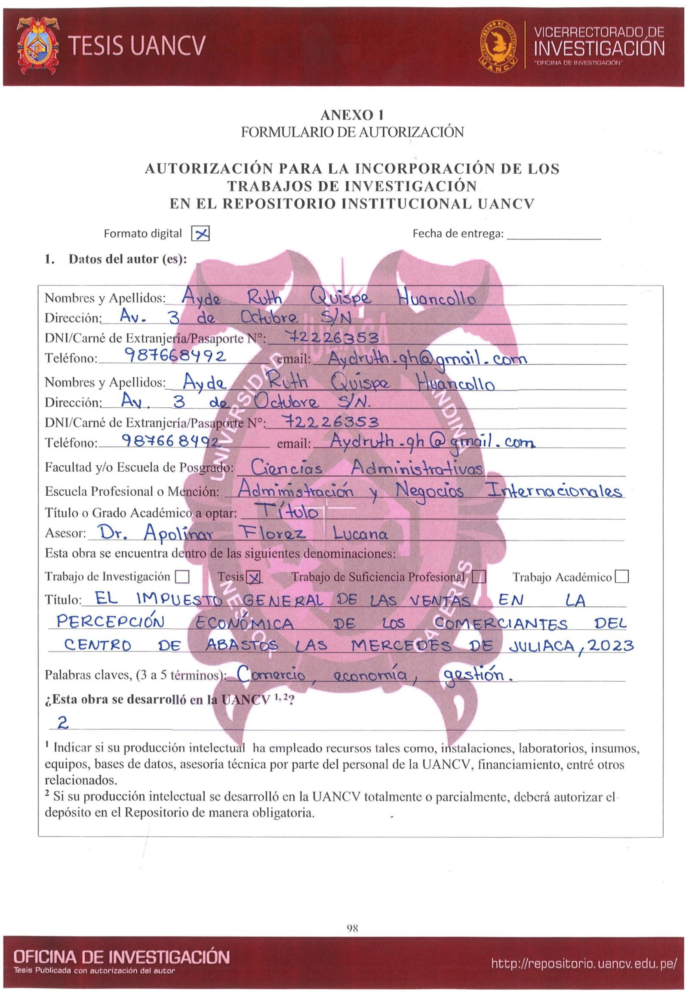 TESIS UANCV
VICERRECTORADO DE
INVESTIGACIÓN
"OFICINA DE INVESTIGACIÓN"
VICERRECTORADO DE INVESTIGACIÓN
UANCV
ANEXO 1
FORMULARIO DE AUTORIZACIÓN
AUTORIZACIÓN PARA LA INCORPORACIÓN DE LOS
TRABAJOS DE INVESTIGACIÓN
EN EL REPOSITORIO INSTITUCIONAL UANCV
Formato digital X Fecha de entrega:
1. Datos del autor (es):
Nombres y Apellidos: Ayde Ruth Quispe Huancollo
Dirección: Av. 3 de Octubre S/N
DNI/Carné de Extranjería/Pasaporte N°: 72226353
Teléfono: 987668492 email: Aydruth-qh@gmail.com
Nombres y Apellidos: Ayde Ruth Quispe Huancollo
Dirección: Av. 3 de Octubre S/N.
DNI/Carné de Extranjería/Pasaporte N°: 72226353
Teléfono: 987668492 email: Aydruth-qh@gmail.com
Facultad y/o Escuela de Posgrado: Ciencias Administrativas
Escuela Profesional o Mención: Administración y Negocios Internacionales
Título o Grado Académico a optar: Título
Asesor: Dr. Apolinar Florez Lucana
Esta obra se encuentra dentro de las siguientes denominaciones:
Trabajo de Investigación Tesis X Trabajo de Suficiencia Profesional Trabajo Académico
Título: EL IMPUESTO GENERAL DE LAS VENTAS EN LA
PERCEPCIÓN ECONÓMICA DE LOS COMERCIANTES DEL
CENTRO DE ABASTOS LAS MERCEDES DE JULIACA, 2023
Palabras claves, (3 a 5 términos): Comercio, economía, gestión.
¿Esta obra se desarrolló en la UANCV 1, 2?
2
1 Indicar si su producción intelectual ha empleado recursos tales como, instalaciones, laboratorios, insumos,
equipos, bases de datos, asesoría técnica por parte del personal de la UANCV, financiamiento, entré otros
relacionados.
2 Si su producción intelectual se desarrolló en la UANCV totalmente o parcialmente, deberá autorizar el
depósito en el Repositorio de manera obligatoria.
UNIVERSIDAD ANDINA
NESTOR CACERES
JULIACA
98
OFICINA DE INVESTIGACIÓN
Tesis Publicada con autorización del autor
http://repositorio.uancv.edu.pe/